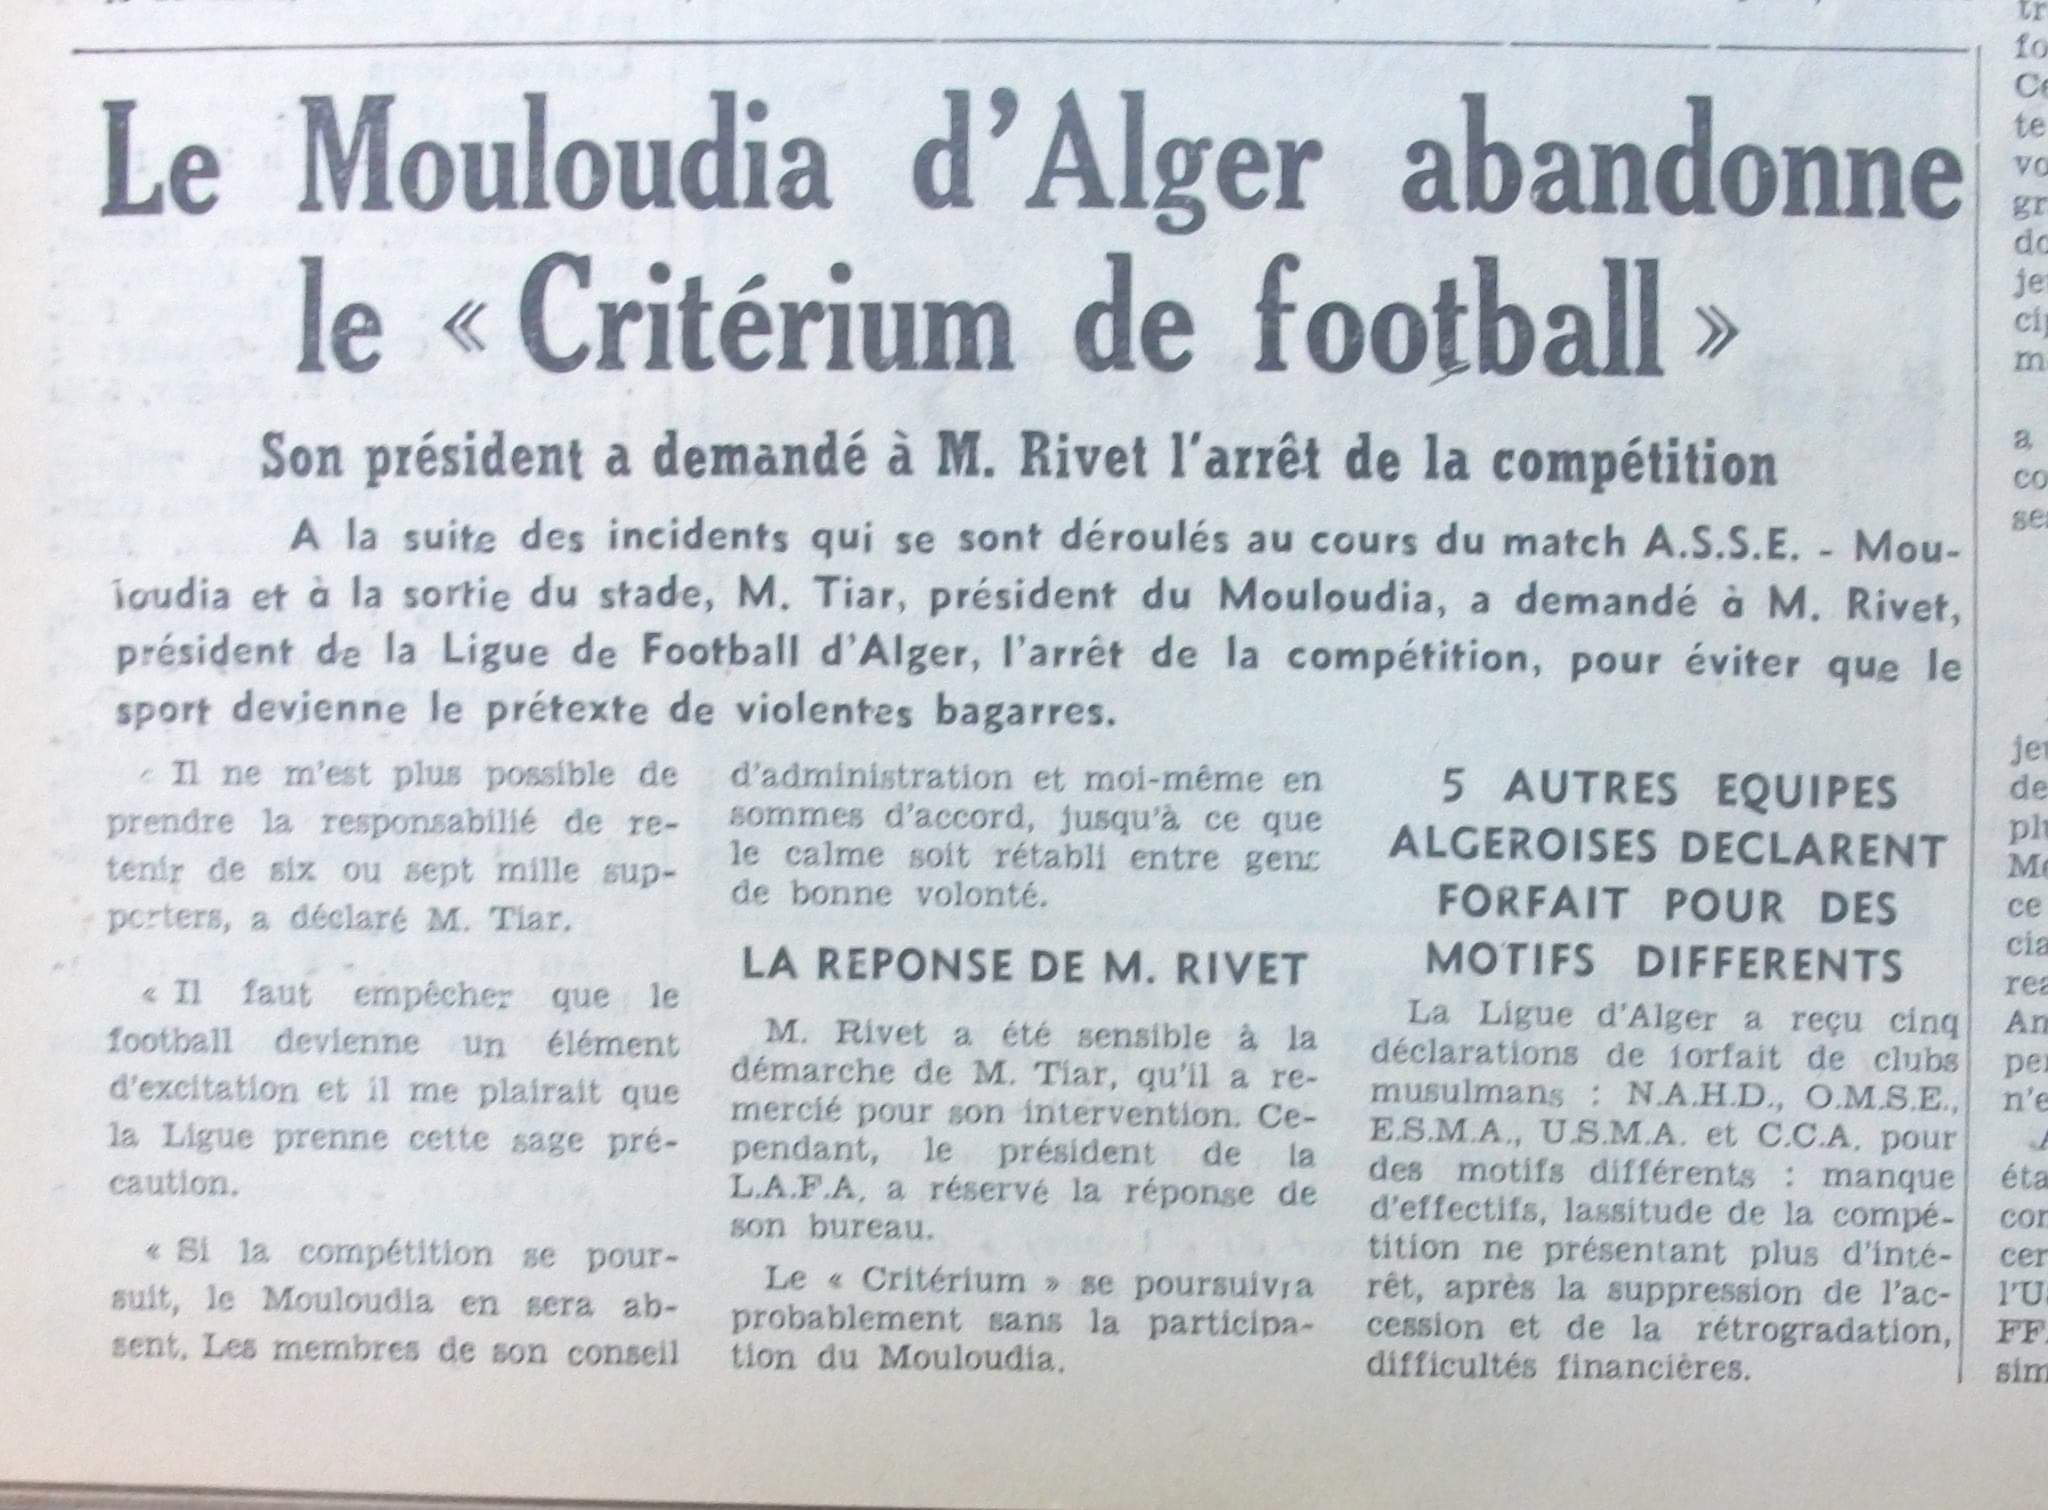 Le Mouloudia d'Alger abandonne
le « Critérium de football »
Son président a demandé à M. Rivet l'arrêt de la compétition
A la suite des incidents qui se sont déroulés au cours du match A.S.S.E. - Mou-
loudia et à la sortie du stade, M. Tiar, président du Mouloudia, a demandé à M. Rivet,
président de la Ligue de Football d'Alger, l'arrêt de la compétition, pour éviter que le
sport devienne le prétexte de violentes bagarres.
« Il ne m'est plus possible de
prendre la responsabilié de re-
tenir de six ou sept mille sup-
porters, a déclaré M. Tiar.
« Il faut empêcher que le
football devienne un élément
d'excitation et il me plairait que
la Ligue prenne cette sage pré-
caution.
« Si la compétition se pour-
suit, le Mouloudia en sera ab-
sent. Les membres de son conseil
d'administration et moi-même en
sommes d'accord, jusqu'à ce que
le calme soit rétabli entre gens
de bonne volonté.
LA REPONSE DE M. RIVET
M. Rivet a été sensible à la
démarche de M. Tiar, qu'il a re-
mercié pour son intervention. Ce-
pendant, le président de la
L.A.F.A. a réservé la réponse de
son bureau.
Le « Critérium » se poursuivra
probablement sans la participa-
tion du Mouloudia.
5 AUTRES EQUIPES
ALGEROISES DECLARENT
FORFAIT POUR DES
MOTIFS DIFFERENTS
La Ligue d'Alger a reçu cinq
déclarations de forfait de clubs
musulmans : N.A.H.D., O.M.S.E.,
E.S.M.A., U.S.M.A. et C.C.A. pour
des motifs différents : manque
d'effectifs, lassitude de la compé-
tition ne présentant plus d'inté-
rêt, après la suppression de l'ac-
cession et de la rétrogradation,
difficultés financières.